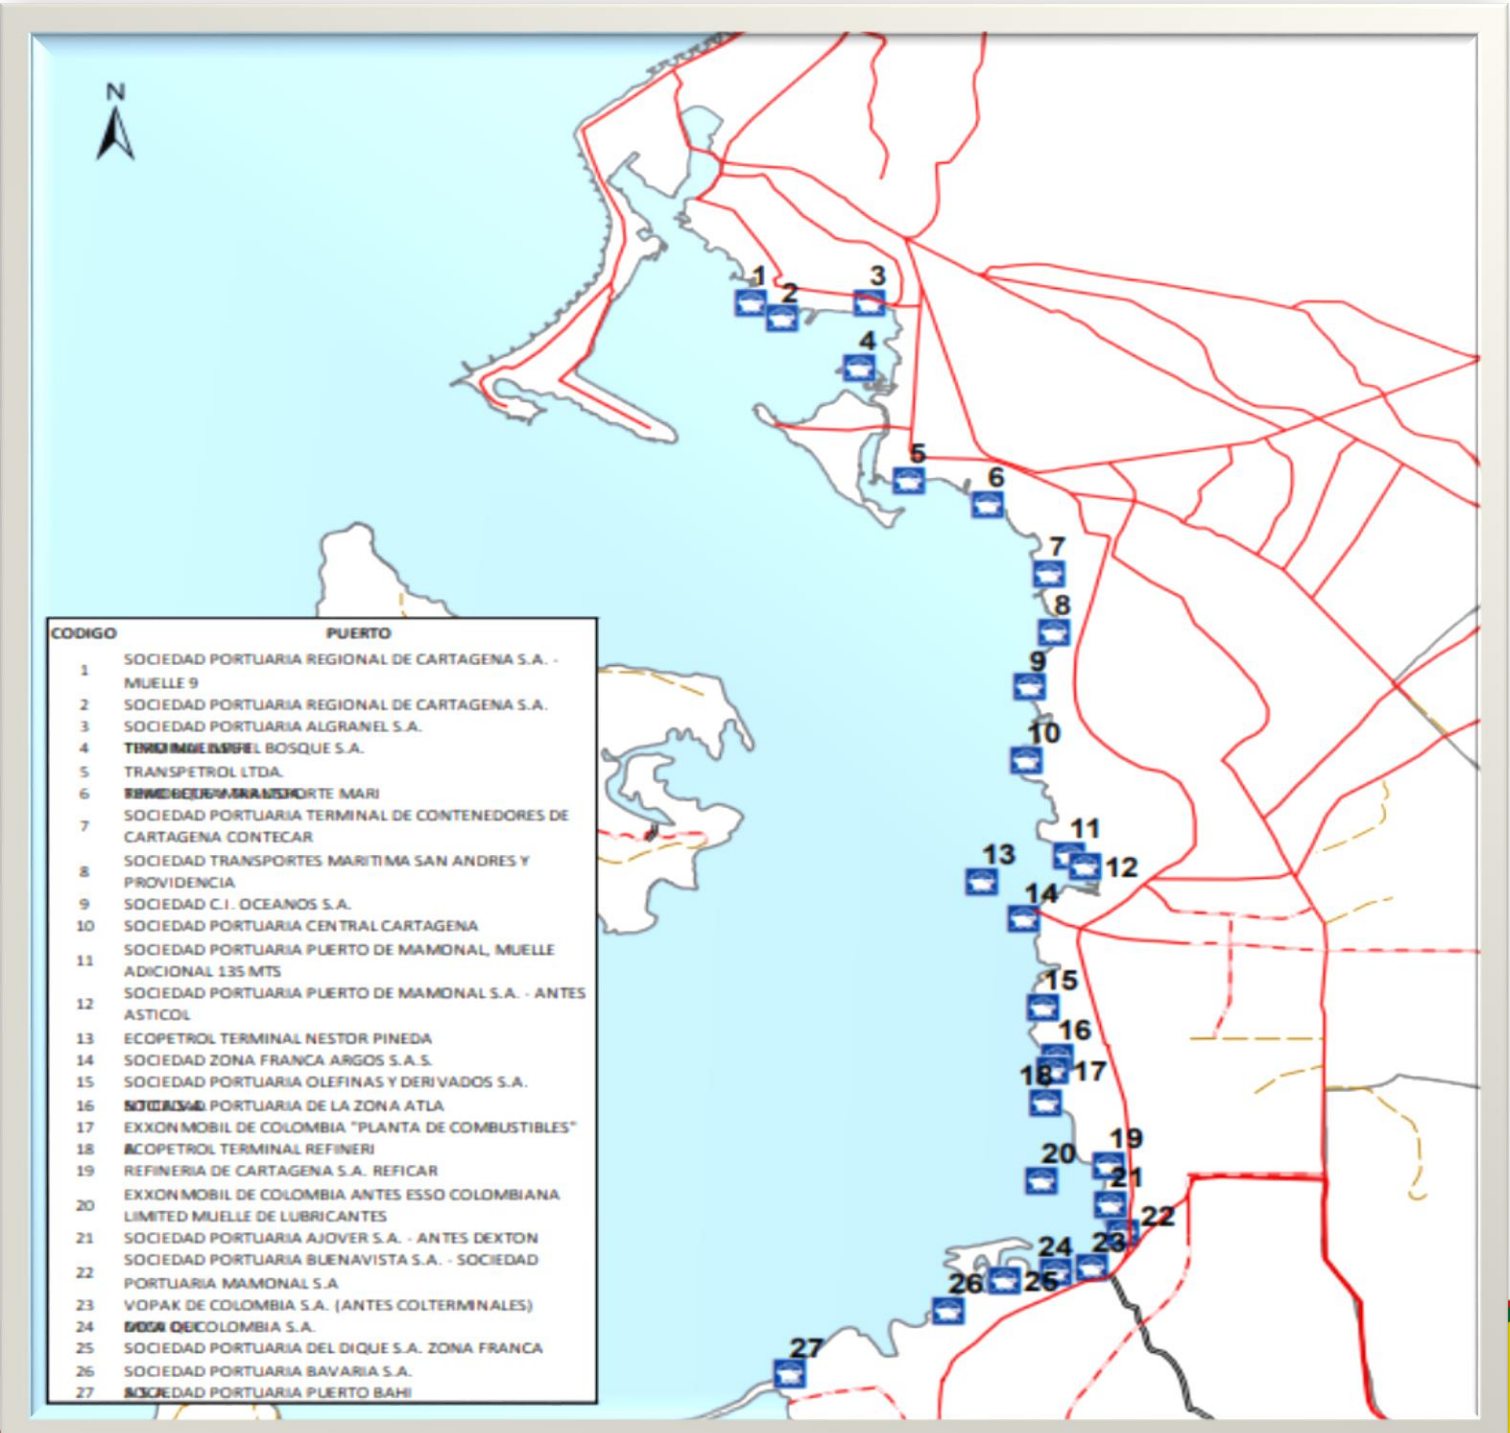 N
1
2
3
4
5
6
7
8
9
10
11
12
13
14
15
16
17
18
19
20
21
22
23
24
25
26
27
CODIGO PUERTO
1 SOCIEDAD PORTUARIA REGIONAL DE CARTAGENA S.A. -
MUELLE 9
2 SOCIEDAD PORTUARIA REGIONAL DE CARTAGENA S.A.
3 SOCIEDAD PORTUARIA ALGRANEL S.A.
4 EL BOSQUE S.A.
5 TRANSPETROL LTDA.
6 MARI
7 SOCIEDAD PORTUARIA TERMINAL DE CONTENEDORES DE
CARTAGENA CONTECAR
8 SOCIEDAD TRANSPORTES MARITIMA SAN ANDRES Y
PROVIDENCIA
9 SOCIEDAD C.I. OCEANOS S.A.
10 SOCIEDAD PORTUARIA CENTRAL CARTAGENA
11 SOCIEDAD PORTUARIA PUERTO DE MAMONAL, MUELLE
ADICIONAL 135 MTS
12 SOCIEDAD PORTUARIA PUERTO DE MAMONAL S.A. - ANTES
ASTICOL
13 ECOPETROL TERMINAL NESTOR PINEDA
14 SOCIEDAD ZONA FRANCA ARGOS S.A.S.
15 SOCIEDAD PORTUARIA OLEFINAS Y DERIVADOS S.A.
16 PORTUARIA DE LA ZONA ATLA
17 EXXONMOBIL DE COLOMBIA "PLANTA DE COMBUSTIBLES"
18 ECOPETROL TERMINAL REFINERI
19 REFINERIA DE CARTAGENA S.A. REFICAR
20 EXXONMOBIL DE COLOMBIA ANTES ESSO COLOMBIANA
LIMITED MUELLE DE LUBRICANTES
21 SOCIEDAD PORTUARIA AJOVER S.A. - ANTES DEXTON
22 SOCIEDAD PORTUARIA BUENAVISTA S.A. - SOCIEDAD
PORTUARIA MAMONAL S.A
23 VOPAK DE COLOMBIA S.A. (ANTES COLTERMINALES)
24 COLOMBIA S.A.
25 SOCIEDAD PORTUARIA DEL DIQUE S.A. ZONA FRANCA
26 SOCIEDAD PORTUARIA BAVARIA S.A.
27 PORTUARIA PUERTO BAHI